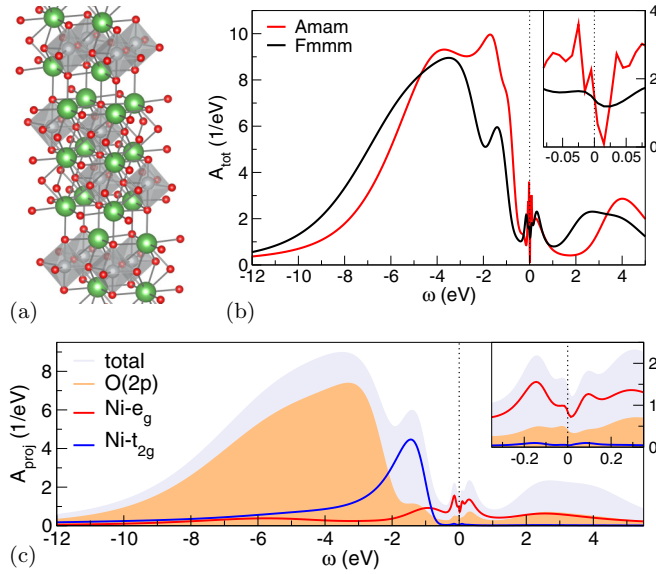 (a)
A_tot (1/eV)
10
8
6
4
2
0
Amam
Fmmm
4
3
2
1
0
-0.05 0 0.05
-12 -10 -8 -6 -4 -2 0 2 4
ω (eV)
(b)
A_proj (1/eV)
8
6
4
2
0
total
O(2p)
Ni-e_g
Ni-t_2g
2
1
0
-0.2 0 0.2
-12 -10 -8 -6 -4 -2 0 2 4
ω (eV)
(c)